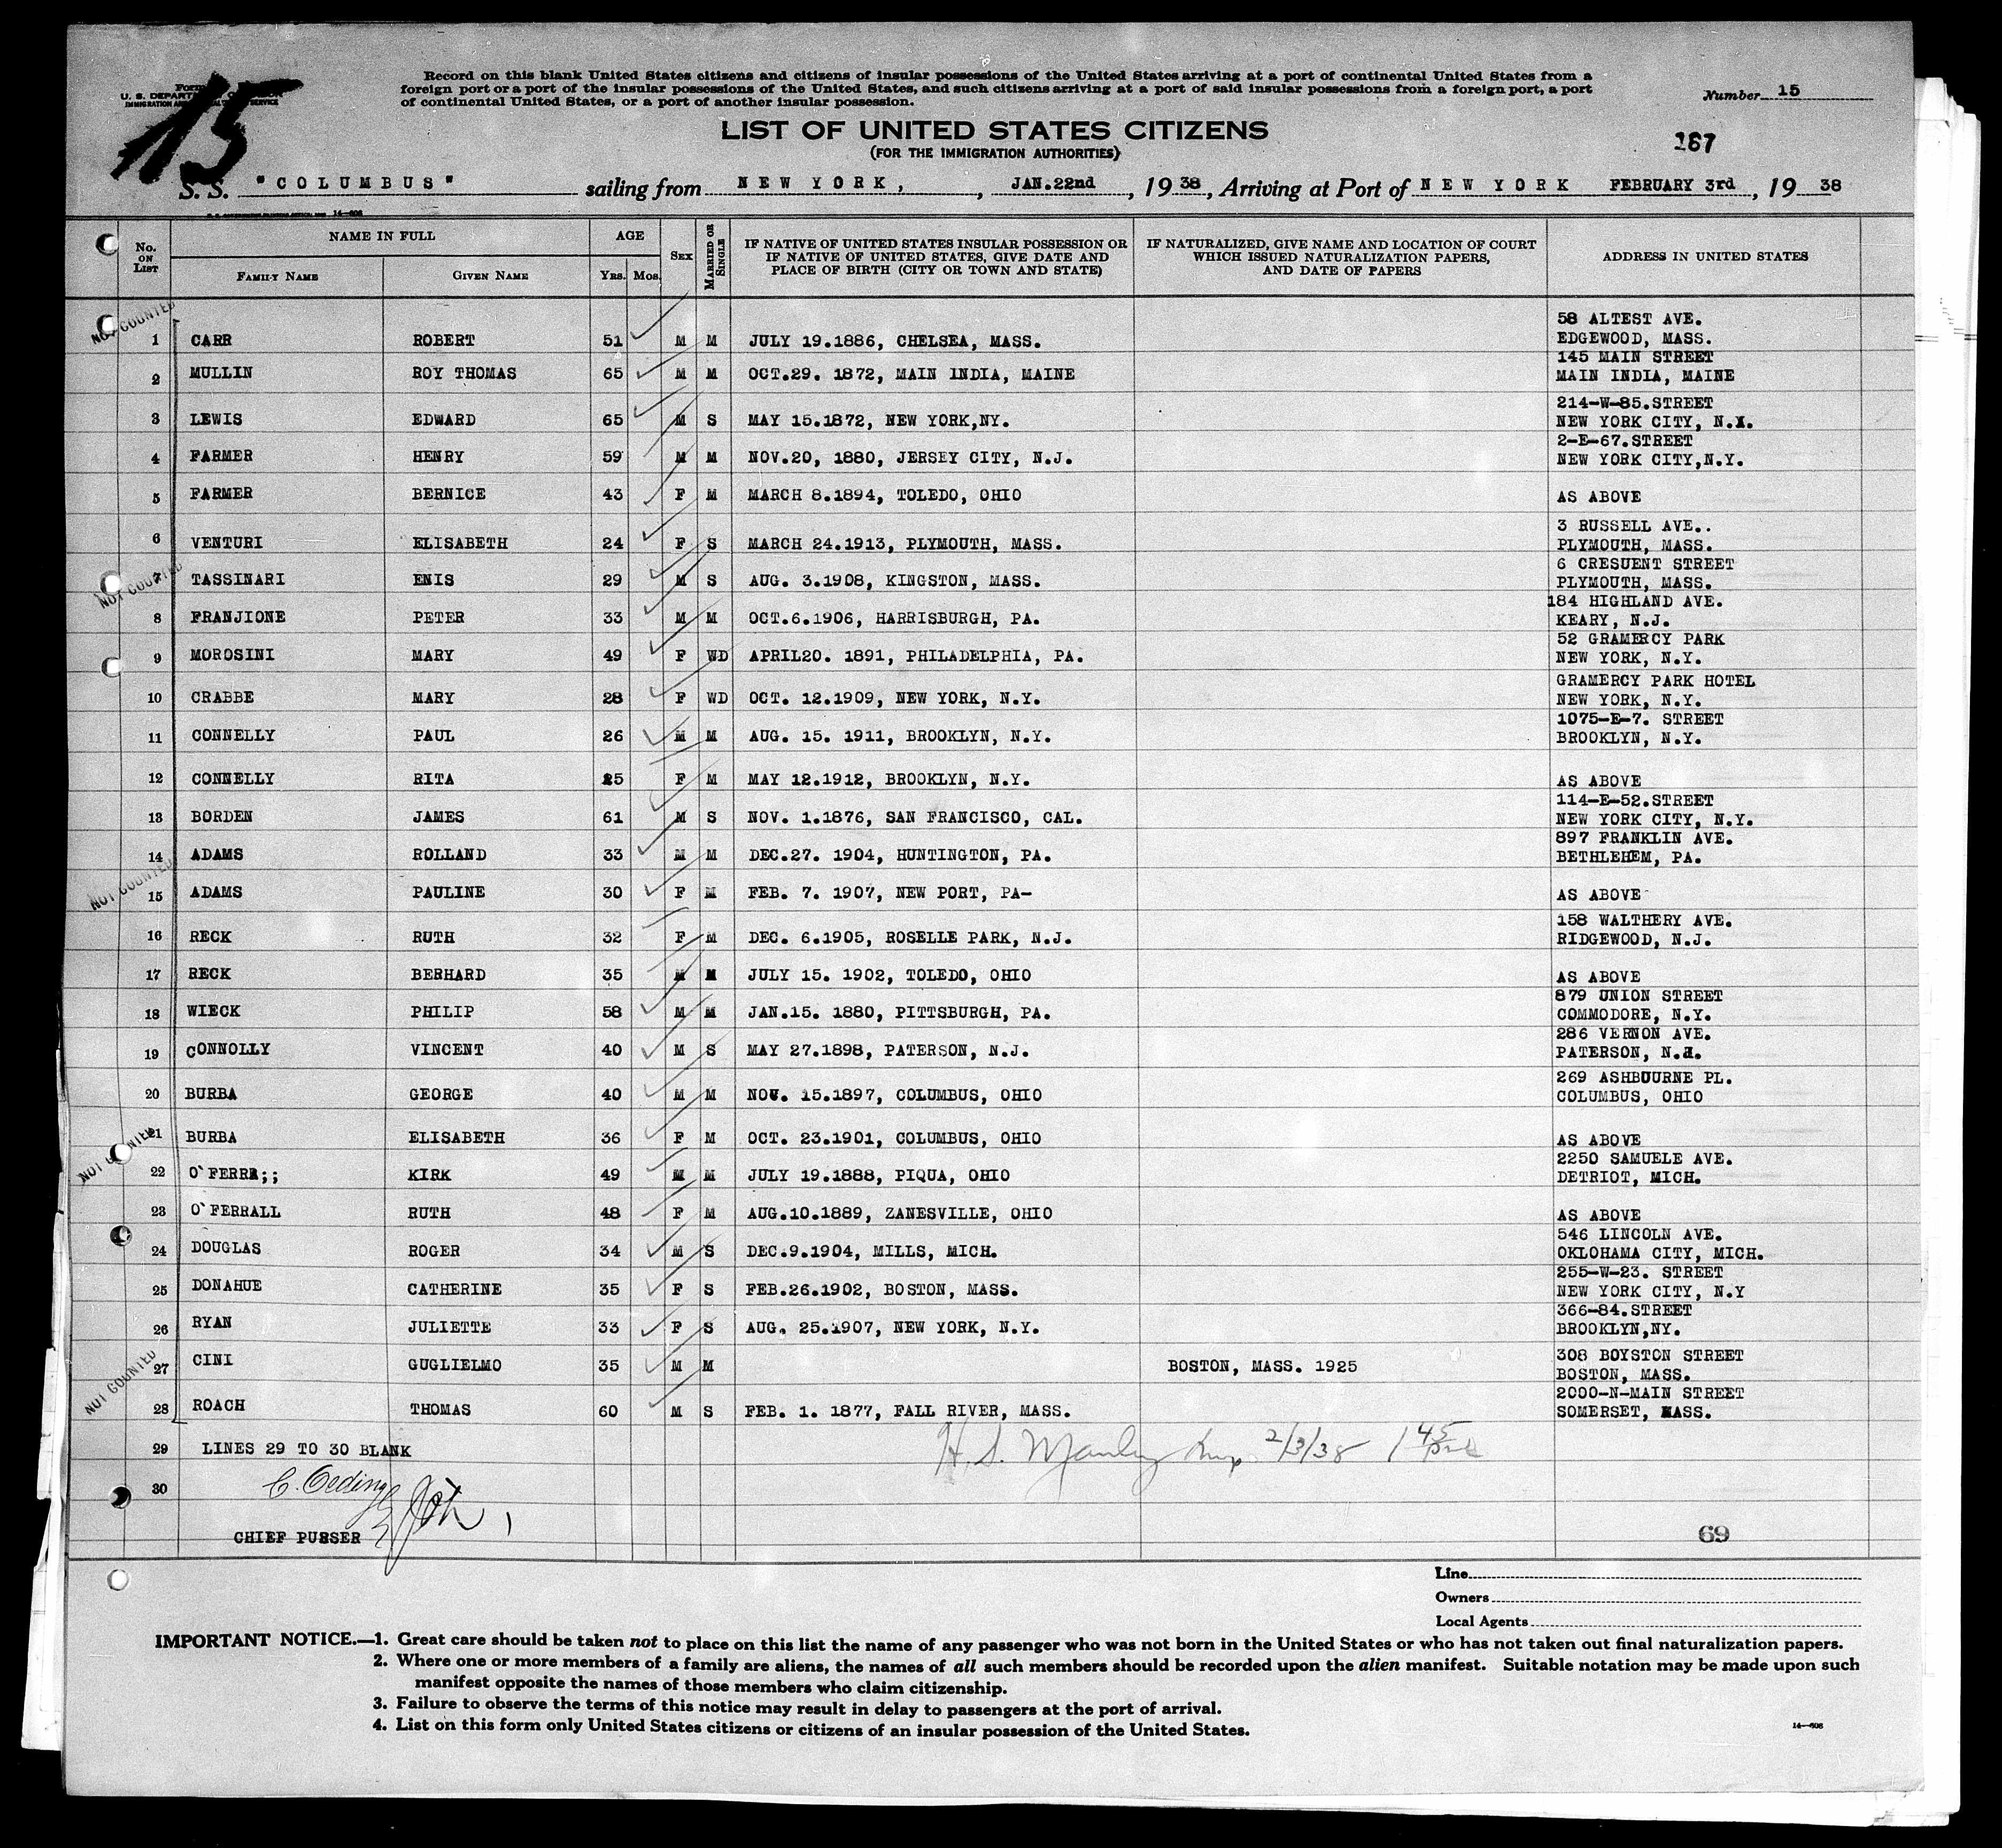 15
Form
U. S. DEPARTMENT OF
IMMIGRATION AND SERVICE
Record on this blank United States citizens and citizens of insular possessions of the United States arriving at a port of continental United States from a
foreign port or a port of the insular possessions of the United States, and such citizens arriving at a port of said insular possessions from a foreign port, a port
of continental United States, or a port of another insular possession.
Number 15
LIST OF UNITED STATES CITIZENS
(FOR THE IMMIGRATION AUTHORITIES)
167
S. S. "COLUMBUS" sailing from NEW YORK, , JAN.22nd , 19 38, Arriving at Port of NEW YORK FEBRUARY 3rd, 19 38
14—608
No. ON LIST NAME IN FULL AGE SEX MARRIED OR SINGLE IF NATIVE OF UNITED STATES INSULAR POSSESSION OR IF NATIVE OF UNITED STATES, GIVE DATE AND PLACE OF BIRTH (CITY OR TOWN AND STATE) IF NATURALIZED, GIVE NAME AND LOCATION OF COURT WHICH ISSUED NATURALIZATION PAPERS, AND DATE OF PAPERS ADDRESS IN UNITED STATES
FAMILY NAME GIVEN NAME YRS. MOS.
NOT COUNTED
58 ALTEST AVE.
1 CARR ROBERT 51 M M JULY 19.1886, CHELSEA, MASS. EDGEWOOD, MASS.
145 MAIN STREET
2 MULLIN ROY THOMAS 65 M M OCT.29. 1872, MAIN INDIA, MAINE MAIN INDIA, MAINE
214-W-85.STREET
3 LEWIS EDWARD 65 M S MAY 15.1872, NEW YORK,NY. NEW YORK CITY, N.Y.
2-E-67.STREET
4 FARMER HENRY 59 M M NOV.20, 1880, JERSEY CITY, N.J. NEW YORK CITY,N.Y.
5 FARMER BERNICE 43 F M MARCH 8.1894, TOLEDO, OHIO AS ABOVE
3 RUSSELL AVE..
6 VENTURI ELISABETH 24 F S MARCH 24.1913, PLYMOUTH, MASS. PLYMOUTH, MASS.
NOT COUNTED
6 CRESUENT STREET
7 TASSINARI ENIS 29 M S AUG. 3.1908, KINGSTON, MASS. PLYMOUTH, MASS.
184 HIGHLAND AVE.
8 FRANJIONE PETER 33 M M OCT.6.1906, HARRISBURGH, PA. KEARY, N.J.
52 GRAMERCY PARK
9 MOROSINI MARY 49 F WD APRIL20. 1891, PHILADELPHIA, PA. NEW YORK, N.Y.
GRAMERCY PARK HOTEL
10 CRABBE MARY 28 F WD OCT. 12.1909, NEW YORK, N.Y. NEW YORK, N.Y.
1075-E-7. STREET
11 CONNELLY PAUL 26 M M AUG. 15. 1911, BROOKLYN, N.Y. BROOKLYN, N.Y.
12 CONNELLY RITA 25 F M MAY 12.1912, BROOKLYN, N.Y. AS ABOVE
114-E-52.STREET
13 BORDEN JAMES 61 M S NOV. 1.1876, SAN FRANCISCO, CAL. NEW YORK CITY, N.Y.
897 FRANKLIN AVE.
14 ADAMS ROLLAND 33 M M DEC.27. 1904, HUNTINGTON, PA. BETHLEHEM, PA.
NOT COUNTED
15 ADAMS PAULINE 30 F M FEB. 7. 1907, NEW PORT, PA- AS ABOVE
158 WALTHERY AVE.
16 RECK RUTH 32 F M DEC. 6.1905, ROSELLE PARK, N.J. RIDGEWOOD, N.J.
17 RECK BERHARD 35 M M JULY 15. 1902, TOLEDO, OHIO AS ABOVE
879 UNION STREET
18 WIECK PHILIP 58 M M JAN.15. 1880, PITTSBURGH, PA. COMMODORE, N.Y.
286 VERNON AVE.
19 CONNOLLY VINCENT 40 M S MAY 27.1898, PATERSON, N.J. PATERSON, N.J.
269 ASHBUURNE PL.
20 BURBA GEORGE 40 M M NOV. 15.1897, COLUMBUS, OHIO COLUMBUS, OHIO
21 BURBA ELISABETH 36 F M OCT. 23.1901, COLUMBUS, OHIO AS ABOVE
NOT COUNTED
2250 SAMUELE AVE.
22 O'FERRA;; KIRK 49 M M JULY 19.1888, PIQUA, OHIO DETRIOT, MICH.
23 O'FERRALL RUTH 48 F M AUG.10.1889, ZANESVILLE, OHIO AS ABOVE
546 LINCOLN AVE.
24 DOUGLAS ROGER 34 M S DEC.9.1904, MILLS, MICH. OKLOHAMA CITY, MICH.
255-W-23. STREET
25 DONAHUE CATHERINE 35 F S FEB.26.1902, BOSTON, MASS. NEW YORK CITY, N.Y
366-84.STREET
26 RYAN JULIETTE 33 F S AUG. 25.1907, NEW YORK, N.Y. BROOKLYN,NY.
308 BOYSTON STREET
27 CINI GUGLIELMO 35 M M BOSTON, MASS. 1925 BOSTON, MASS.
NOT COUNTED
2000-N-MAIN STREET
28 ROACH THOMAS 60 M S FEB. 1. 1877, FALL RIVER, MASS. SOMERSET, MASS.
29 LINES 29 TO 30 BLANK H. S. Manley Insp 2/3/38 1 45
30 C. Oeding
CHIEF PURSER
69
Line
Owners
Local Agents
IMPORTANT NOTICE.—1. Great care should be taken not to place on this list the name of any passenger who was not born in the United States or who has not taken out final naturalization papers.
2. Where one or more members of a family are aliens, the names of all such members should be recorded upon the alien manifest. Suitable notation may be made upon such
manifest opposite the names of those members who claim citizenship.
3. Failure to observe the terms of this notice may result in delay to passengers at the port of arrival.
4. List on this form only United States citizens or citizens of an insular possession of the United States.
14—608